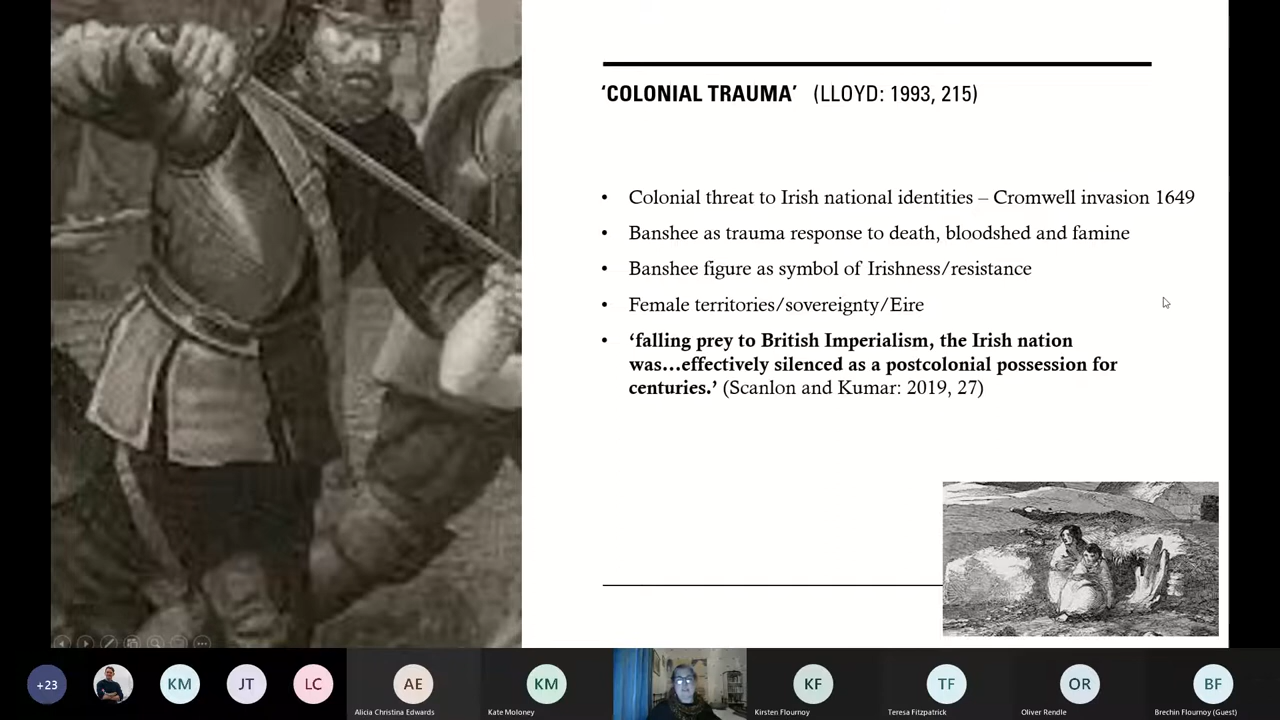 ‘COLONIAL TRAUMA’ (LLOYD: 1993, 215)
• Colonial threat to Irish national identities – Cromwell invasion 1649
• Banshee as trauma response to death, bloodshed and famine
• Banshee figure as symbol of Irishness/resistance
• Female territories/sovereignty/Eire
• ‘falling prey to British Imperialism, the Irish nation
was...effectively silenced as a postcolonial possession for
centuries.’ (Scanlon and Kumar: 2019, 27)
+23
KM
JT
LC
AE
Alicia Christina Edwards
KM
Kate Moloney
KF
Kirsten Flournoy
TF
Teresa Fitzpatrick
OR
Oliver Rendle
BF
Brechin Flournoy (Guest)